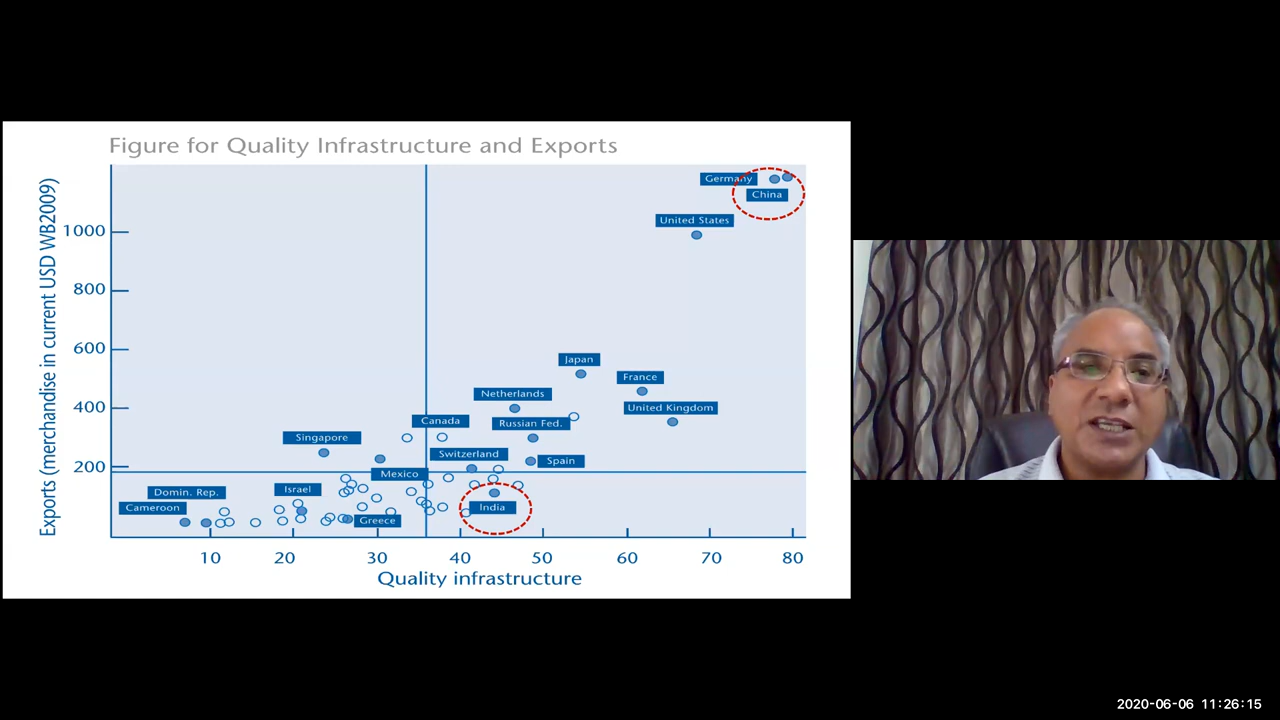 Figure for Quality Infrastructure and Exports
Exports (merchandise in current USD WB2009)
1000
800
600
400
200
Germany
China
United States
Japan
France
Netherlands
United Kingdom
Canada
Russian Fed.
Singapore
Switzerland
Spain
Mexico
Israel
Domin. Rep.
Cameroon
India
Greece
10 20 30 40 50 60 70 80
Quality infrastructure
2020-06-06 11:26:15